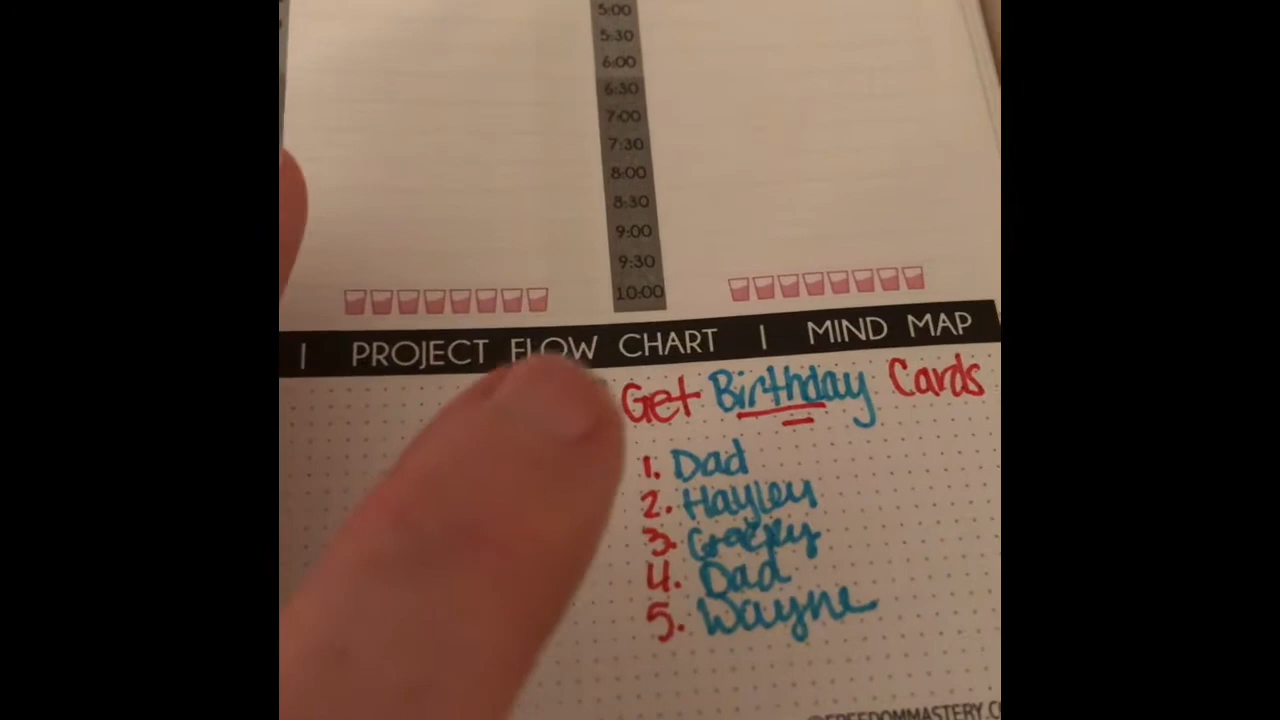 5:00
5:30
6:00
6:30
7:00
7:30
8:00
8:30
9:00
9:30
10:00
| PROJECT FLOW CHART | MIND MAP
Get Birthday Cards
1. Dad
2. Hayley
3.
4. Dad
5. Wayne